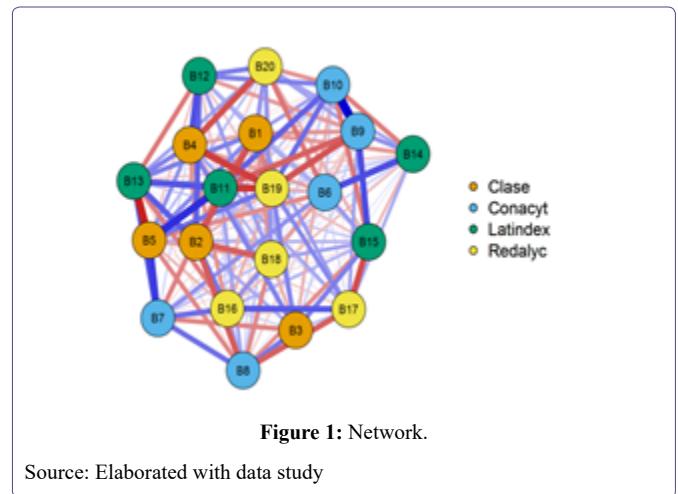 B20
B12
B10
B1
B9
B4
B14
B13
B11
B19
B6
B5
B2
B15
B18
B16
B17
B7
B3
B8
Clase
Conacyt
Latindex
Redalyc
Figure 1: Network.
Source: Elaborated with data study